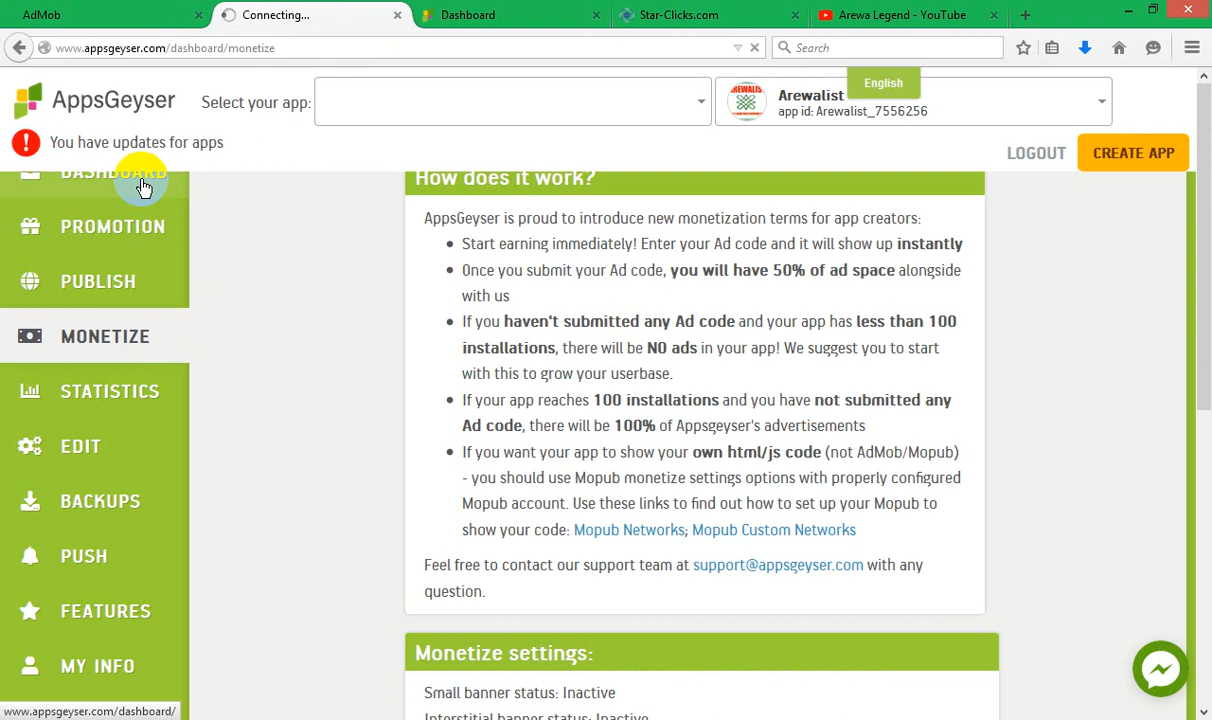 AdMob
Connecting...
Dashboard
Star-Clicks.com
Arewa Legend - YouTube
www.appsgeyser.com/dashboard/monetize
Search
AppsGeyser
Select your app:
Arewalist
app id: Arewalist_7556256
English
You have updates for apps
LOGOUT
CREATE APP
DASHBOARD
PROMOTION
PUBLISH
MONETIZE
STATISTICS
EDIT
BACKUPS
PUSH
FEATURES
MY INFO
How does it work?
AppsGeyser is proud to introduce new monetization terms for app creators:
Start earning immediately! Enter your Ad code and it will show up instantly
Once you submit your Ad code, you will have 50% of ad space alongside
with us
If you haven't submitted any Ad code and your app has less than 100
installations, there will be NO ads in your app! We suggest you to start
with this to grow your userbase.
If your app reaches 100 installations and you have not submitted any
Ad code, there will be 100% of Appsgeyser's advertisements
If you want your app to show your own html/js code (not AdMob/Mopub)
- you should use Mopub monetize settings options with properly configured
Mopub account. Use these links to find out how to set up your Mopub to
show your code: Mopub Networks; Mopub Custom Networks
Feel free to contact our support team at support@appsgeyser.com with any
question.
Monetize settings:
Small banner status: Inactive
Interstitial banner status: Inactive
www.appsgeyser.com/dashboard/